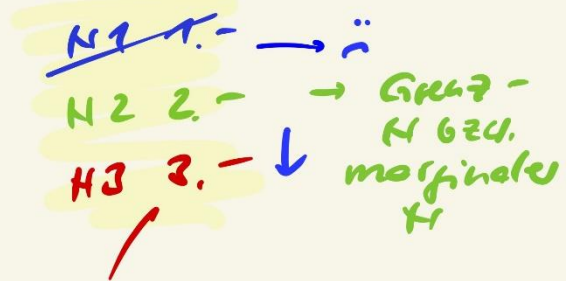 N1 1.-
N2 2.- → Grenz-
N bzw.
N3 3.- marginaler
N